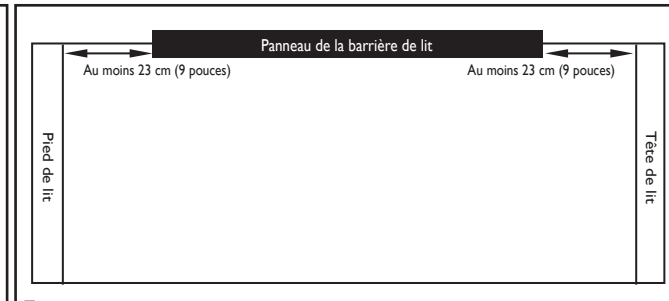 Panneau de la barrière de lit
Au moins 23 cm (9 pouces)
Au moins 23 cm (9 pouces)
Pied de lit
Tête de lit